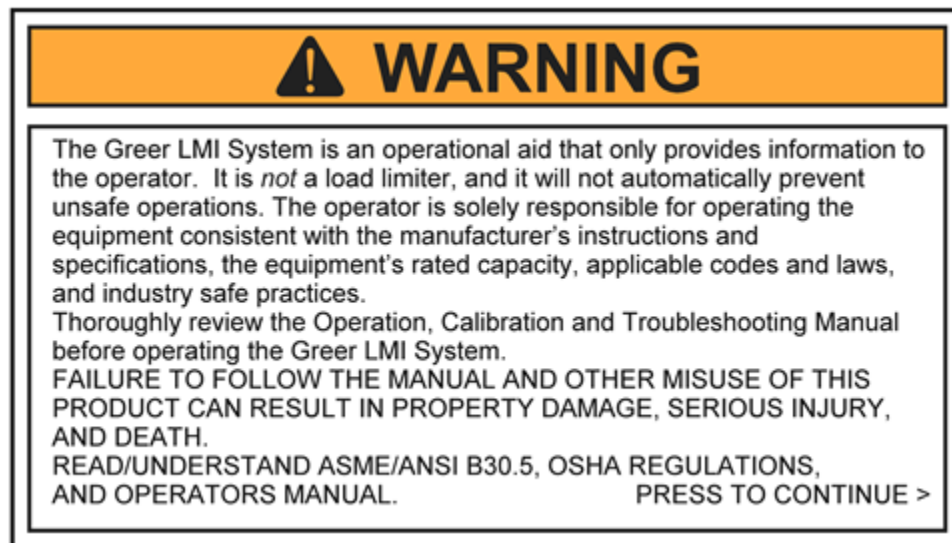 WARNING
The Greer LMI System is an operational aid that only provides information to
the operator.  It is not a load limiter, and it will not automatically prevent
unsafe operations. The operator is solely responsible for operating the
equipment consistent with the manufacturer's instructions and
specifications, the equipment's rated capacity, applicable codes and laws,
and industry safe practices.
Thoroughly review the Operation, Calibration and Troubleshooting Manual
before operating the Greer LMI System.
FAILURE TO FOLLOW THE MANUAL AND OTHER MISUSE OF THIS
PRODUCT CAN RESULT IN PROPERTY DAMAGE, SERIOUS INJURY,
AND DEATH.
READ/UNDERSTAND ASME/ANSI B30.5, OSHA REGULATIONS,
AND OPERATORS MANUAL. PRESS TO CONTINUE >